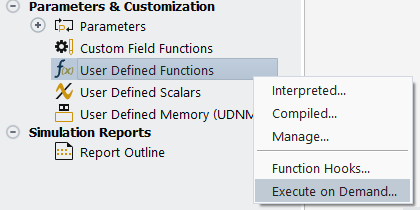 Parameters & Customization
Parameters
Custom Field Functions
f(x) User Defined Functions
User Defined Scalars
User Defined Memory (UDNM
Simulation Reports
Report Outline
Interpreted...
Compiled...
Manage...
Function Hooks...
Execute on Demand...